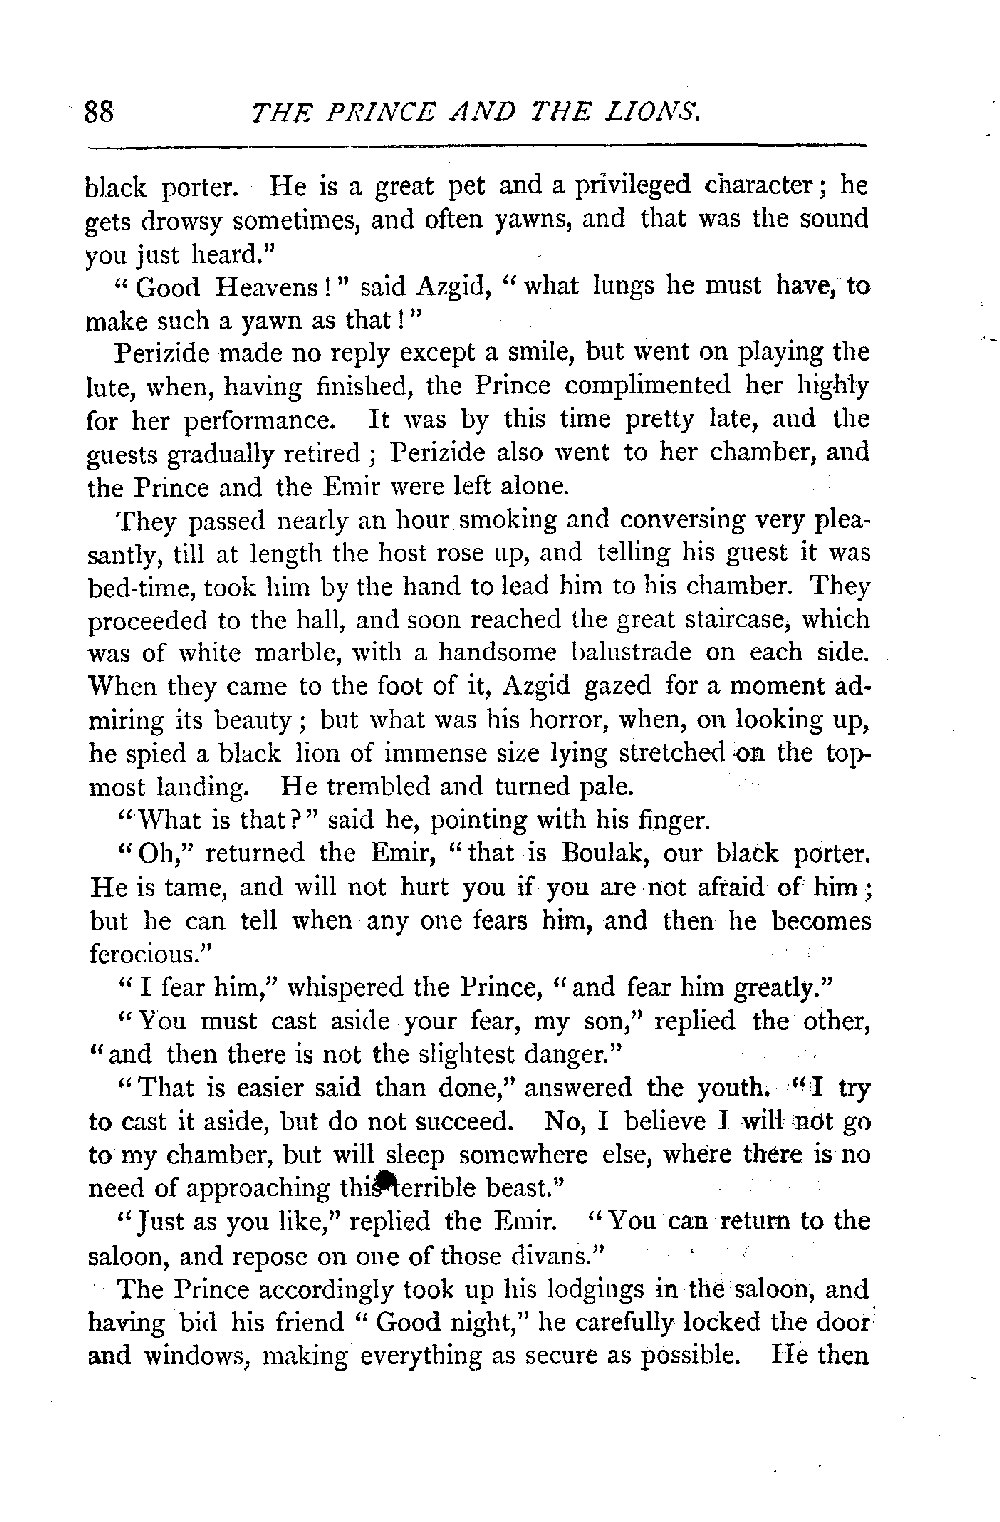 88 THE PRINCE AND THE LIONS.
black porter. He is a great pet and a privileged character; he
gets drowsy sometimes, and often yawns, and that was the sound
you just heard."
"Good Heavens!" said Azgid, "what lungs he must have, to
make such a yawn as that!"
Perizide made no reply except a smile, but went on playing the
lute, when, having finished, the Prince complimented her highly
for her performance. It was by this time pretty late, and the
guests gradually retired; Perizide also went to her chamber, and
the Prince and the Emir were left alone.
They passed nearly an hour smoking and conversing very plea-
santly, till at length the host rose up, and telling his guest it was
bed-time, took him by the hand to lead him to his chamber. They
proceeded to the hall, and soon reached the great staircase, which
was of white marble, with a handsome balustrade on each side.
When they came to the foot of it, Azgid gazed for a moment ad-
miring its beauty; but what was his horror, when, on looking up,
he spied a black lion of immense size lying stretched on the top-
most landing. He trembled and turned pale.
"What is that?" said he, pointing with his finger.
"Oh," returned the Emir, "that is Boulak, our black porter.
He is tame, and will not hurt you if you are not afraid of him;
but he can tell when any one fears him, and then he becomes
ferocious."
"I fear him," whispered the Prince, "and fear him greatly."
"You must cast aside your fear, my son," replied the other,
"and then there is not the slightest danger."
"That is easier said than done," answered the youth. "I try
to cast it aside, but do not succeed. No, I believe I will not go
to my chamber, but will sleep somewhere else, where there is no
need of approaching this terrible beast."
"Just as you like," replied the Emir. "You can return to the
saloon, and repose on one of those divans."
The Prince accordingly took up his lodgings in the saloon, and
having bid his friend "Good night," he carefully locked the door
and windows, making everything as secure as possible. He then